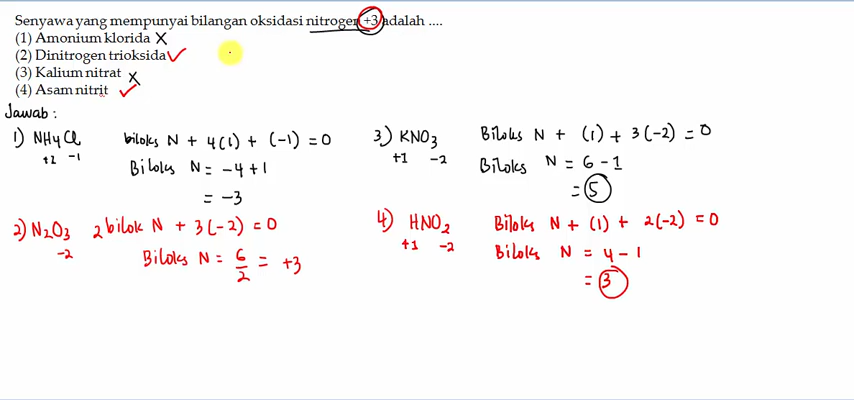 Senyawa yang mempunyai bilangan oksidasi nitrogen +3 adalah ....
(1) Amonium klorida X
(2) Dinitrogen trioksida ✓
(3) Kalium nitrat X
(4) Asam nitrit ✓
Jawab :
1) NH4Cl Biloks N + 4(1) + (-1) = 0
+1 -1 Biloks N = -4 + 1
= -3
2) N2O3 2 bilok N + 3(-2) = 0
-2 Biloks N = 6/2 = +3
3) KNO3 Biloks N + (1) + 3(-2) = 0
+1 -2 Biloks N = 6 - 1
= 5
4) HNO2 Biloks N + (1) + 2(-2) = 0
+1 -2 Biloks N = 4 - 1
= 3